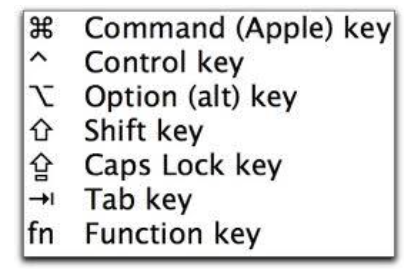 ⌘ Command (Apple) key
^ Control key
⌥ Option (alt) key
⇧ Shift key
⇪ Caps Lock key
⇥ Tab key
fn Function key